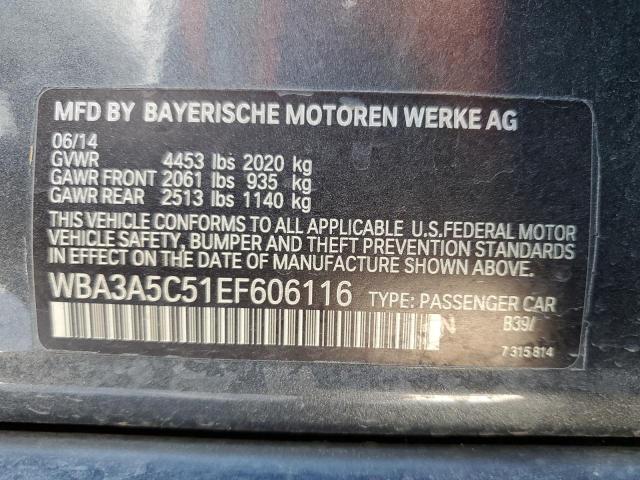 MFD BY BAYERISCHE MOTOREN WERKE AG
06/14
GVWR 4453 lbs 2020 kg
GAWR FRONT 2061 lbs 935 kg
GAWR REAR 2513 lbs 1140 kg
THIS VEHICLE CONFORMS TO ALL APPLICABLE U.S.FEDERAL MOTOR
VEHICLE SAFETY, BUMPER AND THEFT PREVENTION STANDARDS
IN EFFECT ON THE DATE OF MANUFACTURE SHOWN ABOVE.
WBA3A5C51EF606116 TYPE: PASSENGER CAR
B39/
7 315 814